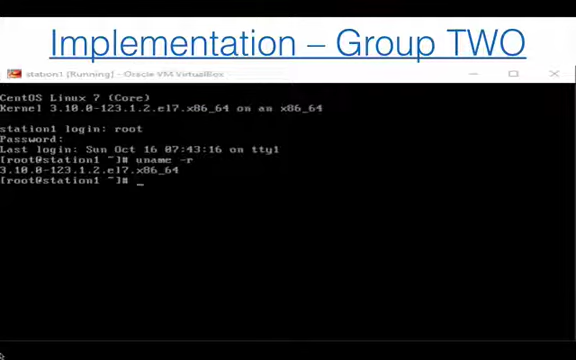 Implementation – Group TWO
station1 [Running] - Oracle VM VirtualBox
CentOS Linux 7 (Core)
Kernel 3.10.0-123.1.2.el7.x86_64 on an x86_64
station1 login: root
Password:
Last login: Sun Oct 16 07:43:16 on tty1
[root@station1 ~]# uname -r
3.10.0-123.1.2.el7.x86_64
[root@station1 ~]# _